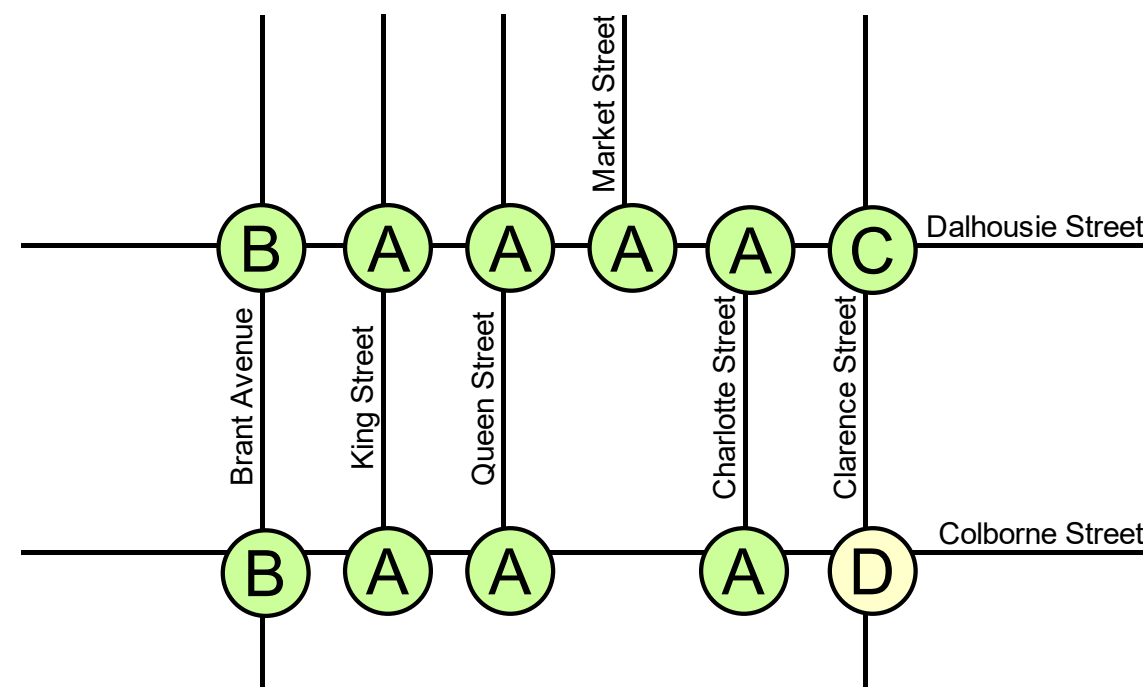 Market Street
B
A
A
A
A
C
Dalhousie Street
Brant Avenue
King Street
Queen Street
Charlotte Street
Clarence Street
Colborne Street
B
A
A
A
D